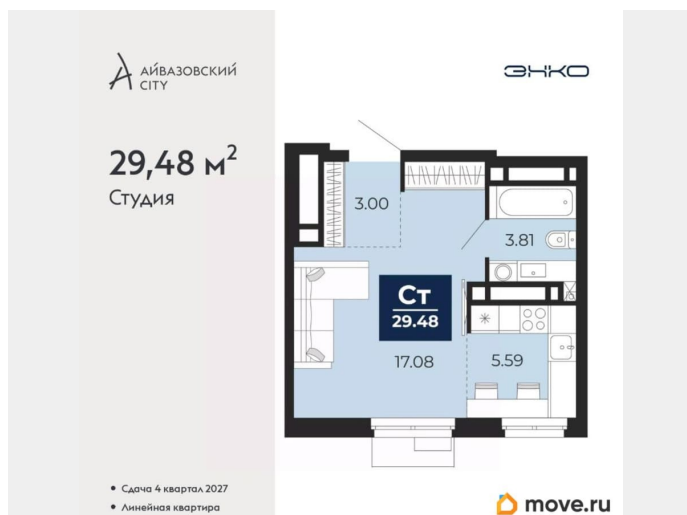 АЙВАЗОВСКИЙ
CITY
ЭНКО
29,48 м²
Студия
3.00
3.81
Ст
29.48
17.08
5.59
• Сдача 4 квартал 2027
• Линейная квартира
move.ru